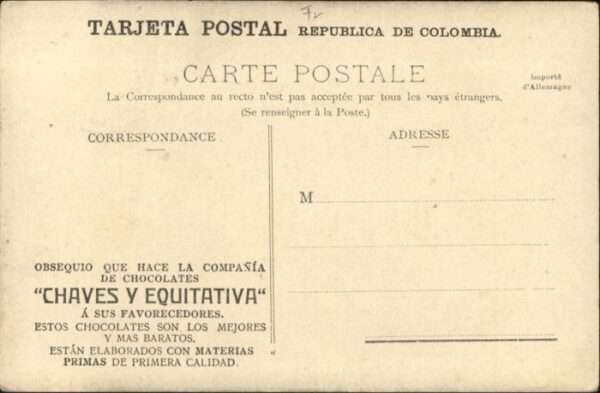 TARJETA POSTAL REPUBLICA DE COLOMBIA.
CARTE POSTALE
Importé
d'Allemagne
La Correspondance au recto n'est pas acceptée par tous les pays étrangers.
(Se renseigner à la Poste.)
CORRESPONDANCE
ADRESSE
M
OBSEQUIO QUE HACE LA COMPAÑÍA
DE CHOCOLATES
"CHAVES Y EQUITATIVA"
Á SUS FAVORECEDORES.
ESTOS CHOCOLATES SON LOS MEJORES
Y MAS BARATOS.
ESTÁN ELABORADOS CON MATERIAS
PRIMAS DE PRIMERA CALIDAD.